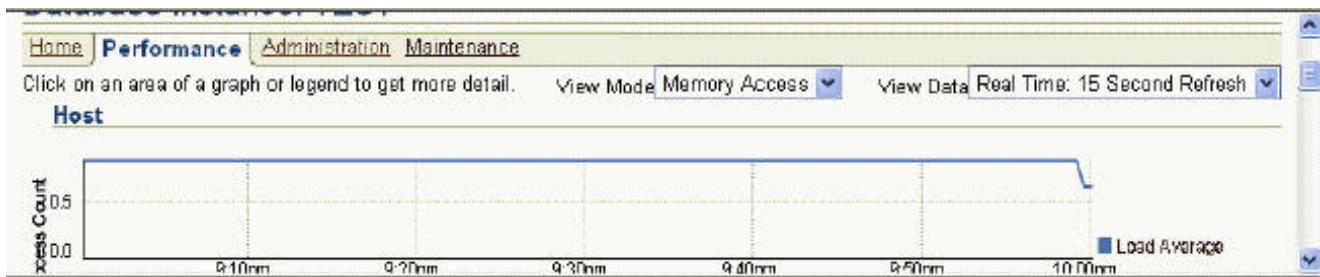 Home Performance Administration Maintenance
Click on an area of a graph or legend to get more detail. View Mode Memory Access View Data Real Time: 15 Second Refresh
Host
Count
0.5
0.0
Load Average
9:10pm 9:20pm 9:30pm 9:40pm 9:50pm 10:00pm